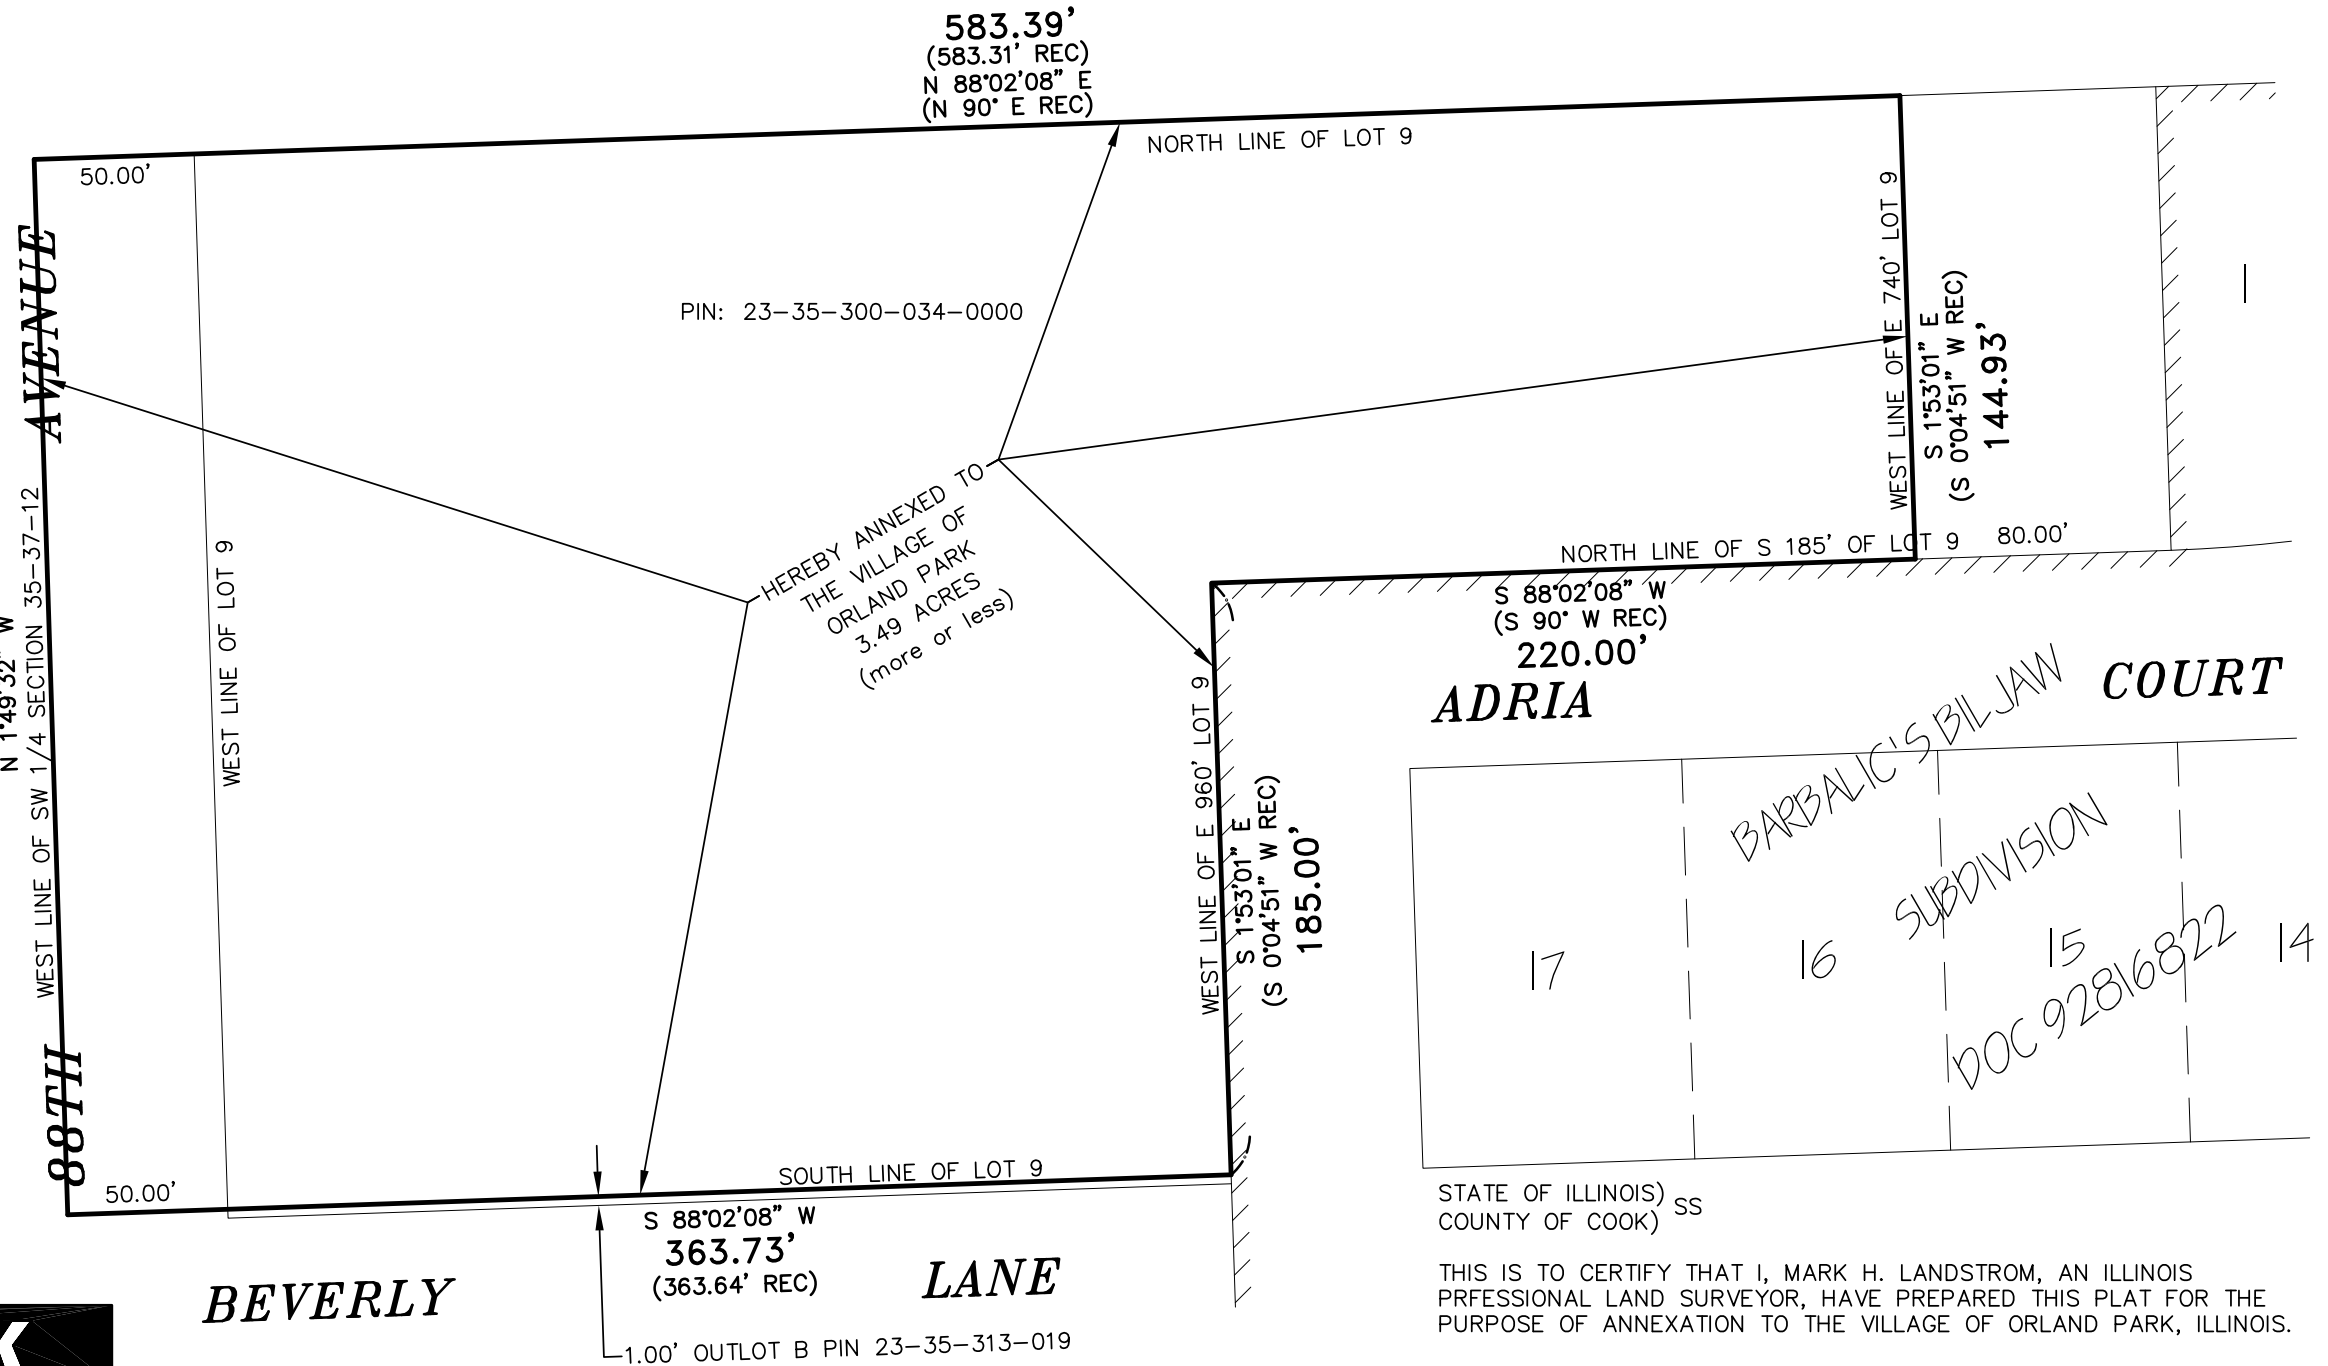 583.39'
(583.31' REC)
N 88°02'08" E
(N 90° E REC)
NORTH LINE OF LOT 9
50.00'
AVENUE
88TH
N 1°49'32" W
WEST LINE OF SW 1/4 SECTION 35-37-12
WEST LINE OF LOT 9
PIN: 23-35-300-034-0000
HEREBY ANNEXED TO
THE VILLAGE OF
ORLAND PARK
3.49 ACRES
(more or less)
WEST LINE OF E 740' LOT 9
S 1°53'01" E
(S 0°04'51" W REC)
144.93'
1
NORTH LINE OF S 185' OF LOT 9
80.00'
S 88°02'08" W
(S 90° W REC)
220.00'
ADRIA COURT
WEST LINE OF E 960' LOT 9
S 1°53'01" E
(S 0°04'51" W REC)
185.00'
BARBALIC'S BILJAW
SUBDIVISION
DOC 92816822
17
16
15
14
50.00'
SOUTH LINE OF LOT 9
S 88°02'08" W
363.73'
(363.64' REC)
BEVERLY LANE
1.00' OUTLOT B PIN 23-35-313-019
STATE OF ILLINOIS)
SS
COUNTY OF COOK)
THIS IS TO CERTIFY THAT I, MARK H. LANDSTROM, AN ILLINOIS
PRFESSIONAL LAND SURVEYOR, HAVE PREPARED THIS PLAT FOR THE
PURPOSE OF ANNEXATION TO THE VILLAGE OF ORLAND PARK, ILLINOIS.